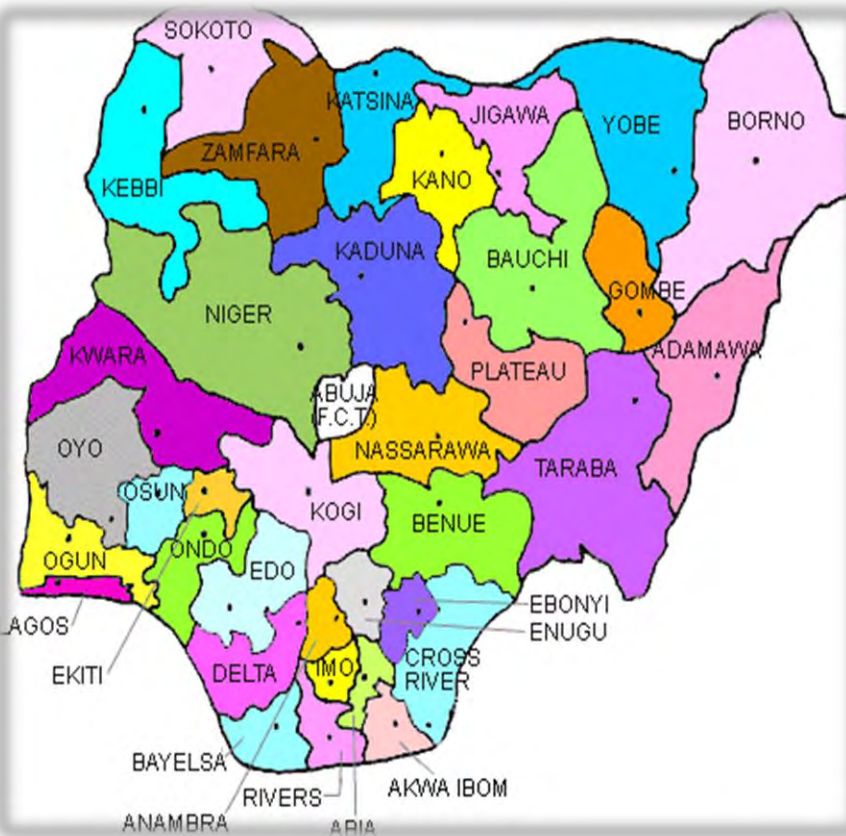 SOKOTO
KATSINA
JIGAWA
YOBE
BORNO
ZAMFARA
KANO
KEBBI
KADUNA
BAUCHI
GOMBE
NIGER
KWARA
ADAMAWA
PLATEAU
ABUJA
(F.C.T.)
OYO
NASSARAWA
TARABA
OSUN
KOGI
BENUE
ONDO
OGUN
EDO
EBONYI
LAGOS
ENUGU
EKITI
DELTA
IMO
CROSS
RIVER
BAYELSA
RIVERS
AKWA IBOM
ANAMBRA
ABIA